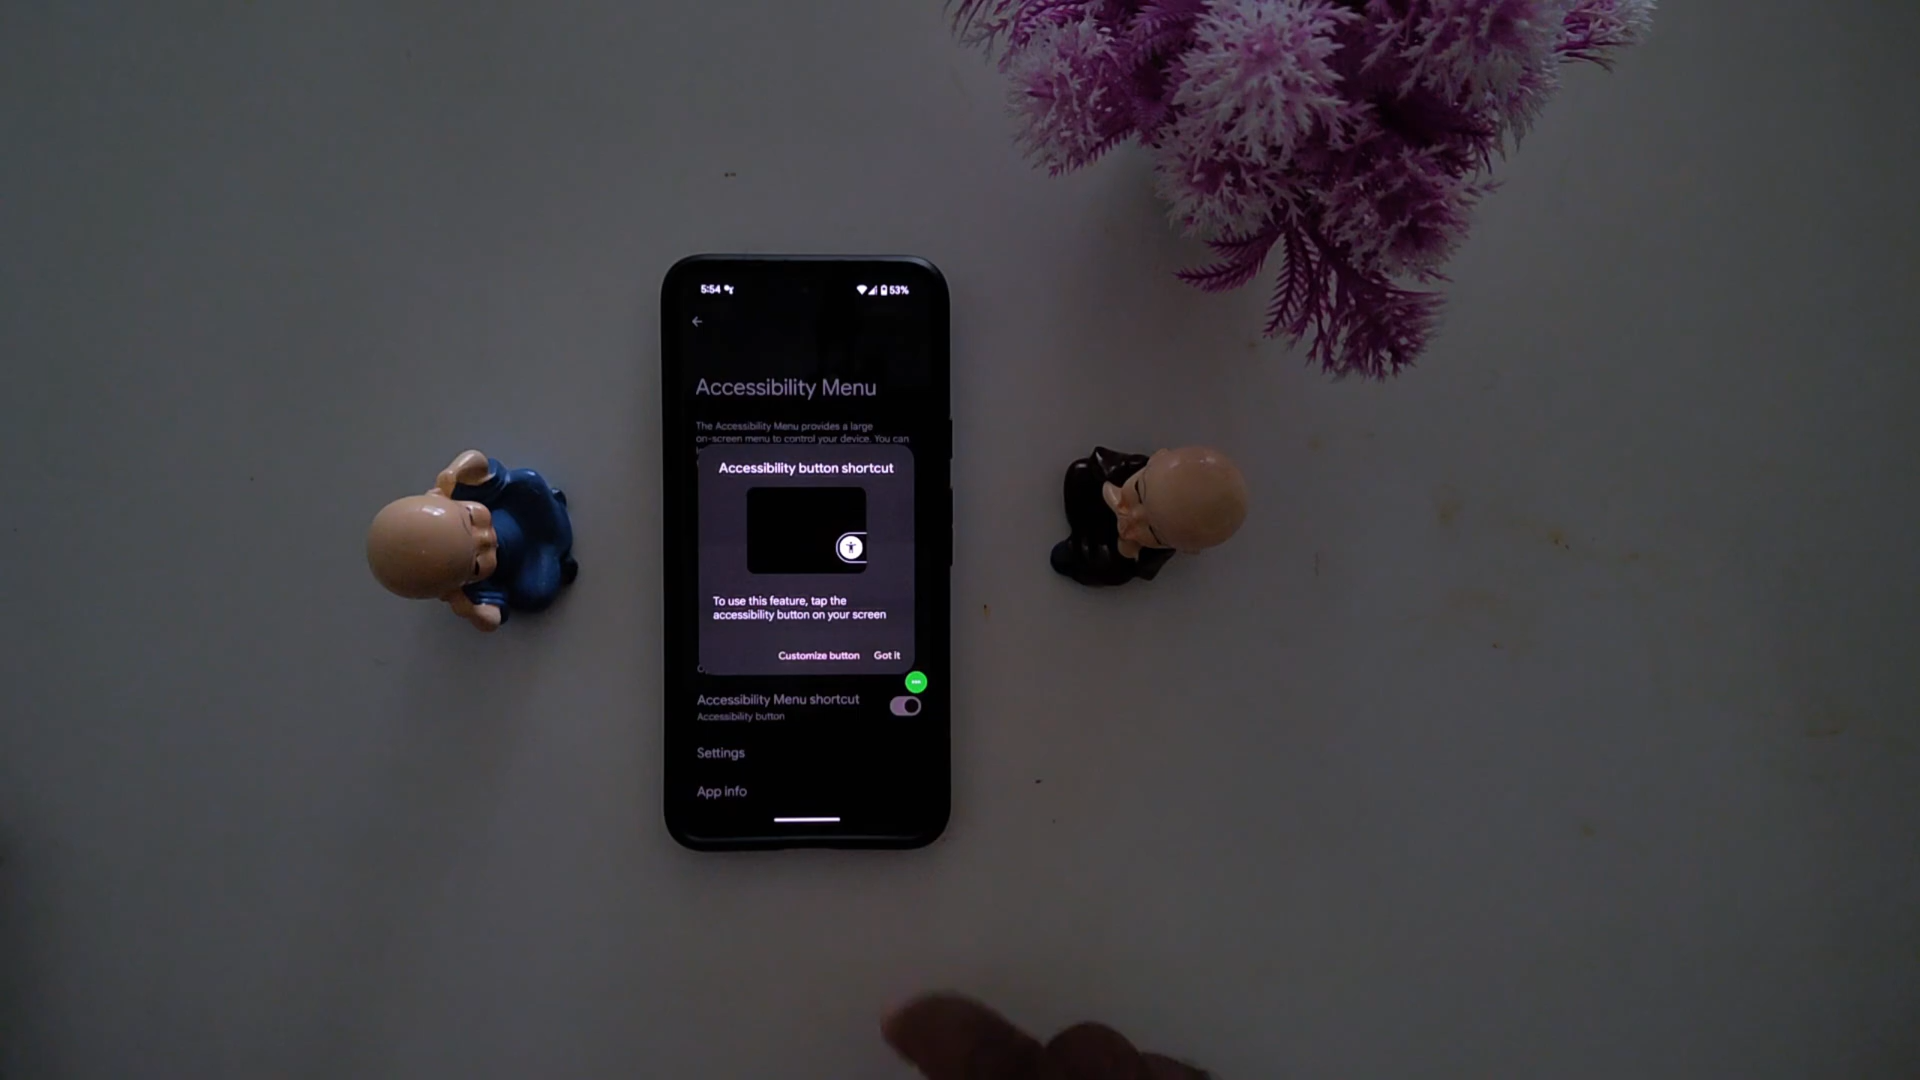 5:54
53%
Accessibility Menu
The Accessibility Menu provides a large
on-screen menu to control your device. You can
Accessibility button shortcut
To use this feature, tap the
accessibility button on your screen
Customize button Got it
Accessibility Menu shortcut
Accessibility button
Settings
App info